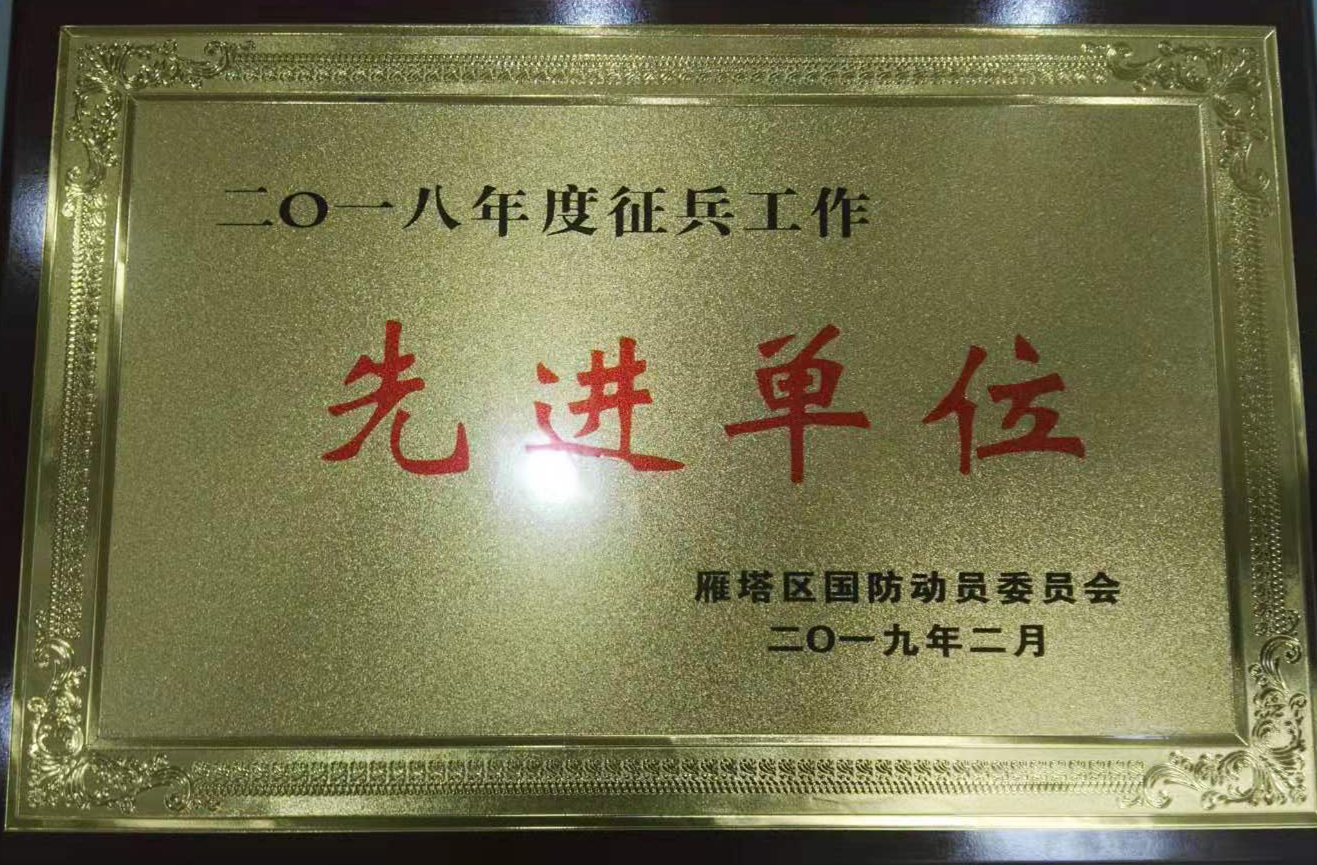 二〇一八年度征兵工作
先进单位
雁塔区国防动员委员会
二〇一九年二月